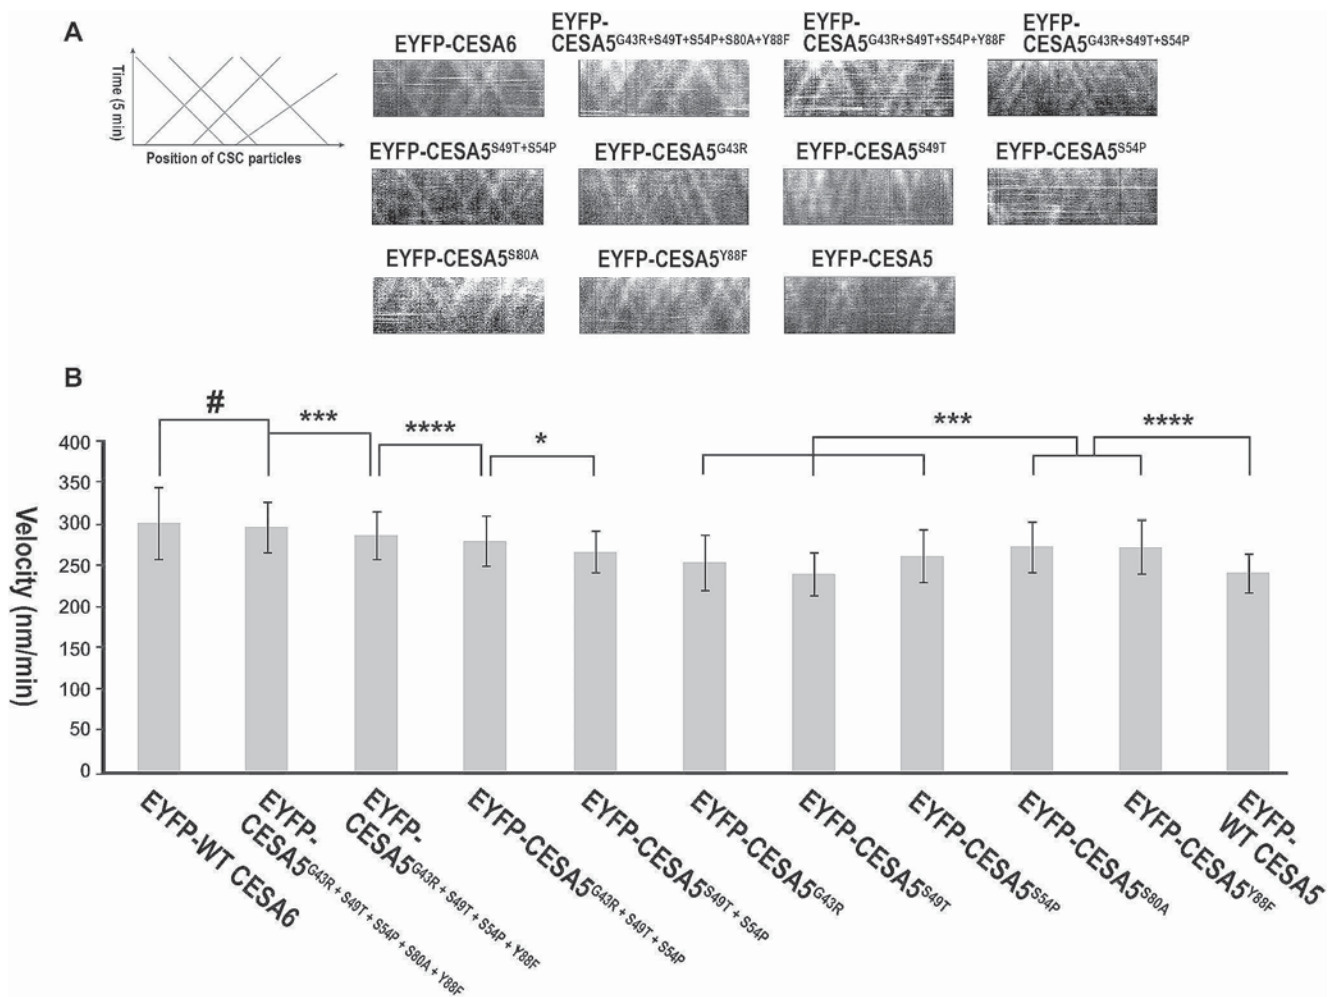 A
Time (5 min)
Position of CSC particles
EYFP-CESA6
EYFP-
CESA5G43R+S49T+S54P+S80A+Y88F
EYFP-
CESA5G43R+S49T+S54P+Y88F
EYFP-
CESA5G43R+S49T+S54P
EYFP-CESA5S49T+S54P
EYFP-CESA5G43R
EYFP-CESA5S49T
EYFP-CESA5S54P
EYFP-CESA5S80A
EYFP-CESA5Y88F
EYFP-CESA5
B
#
***
****
*
***
****
Velocity (nm/min)
400
350
300
250
200
150
100
50
0
EYFP-WT CESA6
EYFP-
CESA5G43R + S49T + S54P + S80A + Y88F
EYFP-
CESA5G43R + S49T + S54P + Y88F
EYFP-CESA5G43R + S49T + S54P
EYFP-CESA5S49T + S54P
EYFP-CESA5G43R
EYFP-CESA5S49T
EYFP-CESA5S54P
EYFP-CESA5S80A
EYFP-CESA5Y88F
EYFP-
WT CESA5